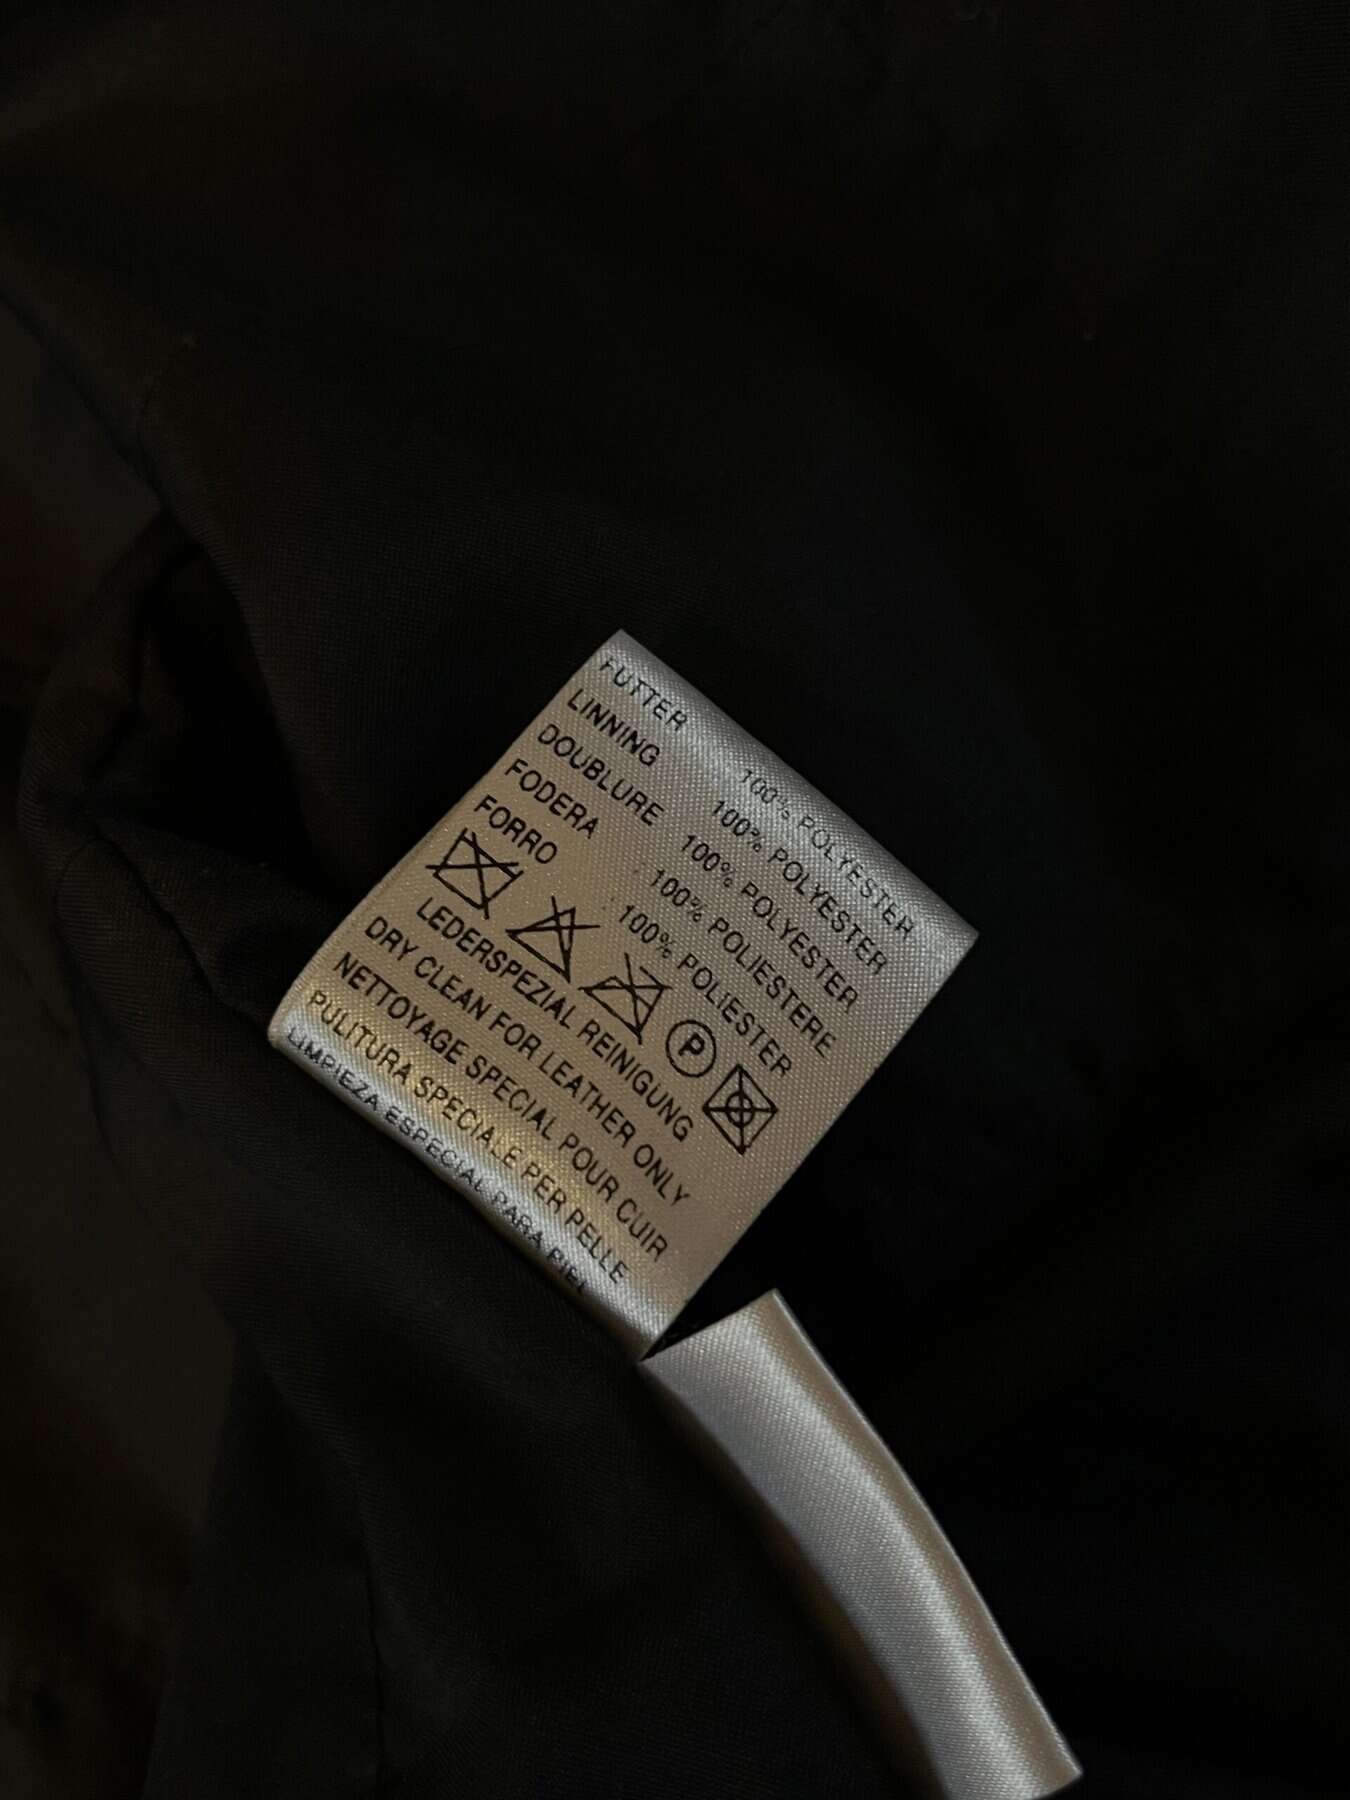 FUTTER 100% POLYESTER
LINNING 100% POLYESTER
DOUBLURE 100% POLYESTER
FODERA : 100% POLIESTERE
FORRO : 100% POLIESTER
P
LEDERSPEZIAL REINIGUNG
DRY CLEAN FOR LEATHER ONLY
NETTOYAGE SPECIAL POUR CUIR
PULITURA SPECIALE PER PELLE
LIMPIEZA ESPECIAL PARA PIEL